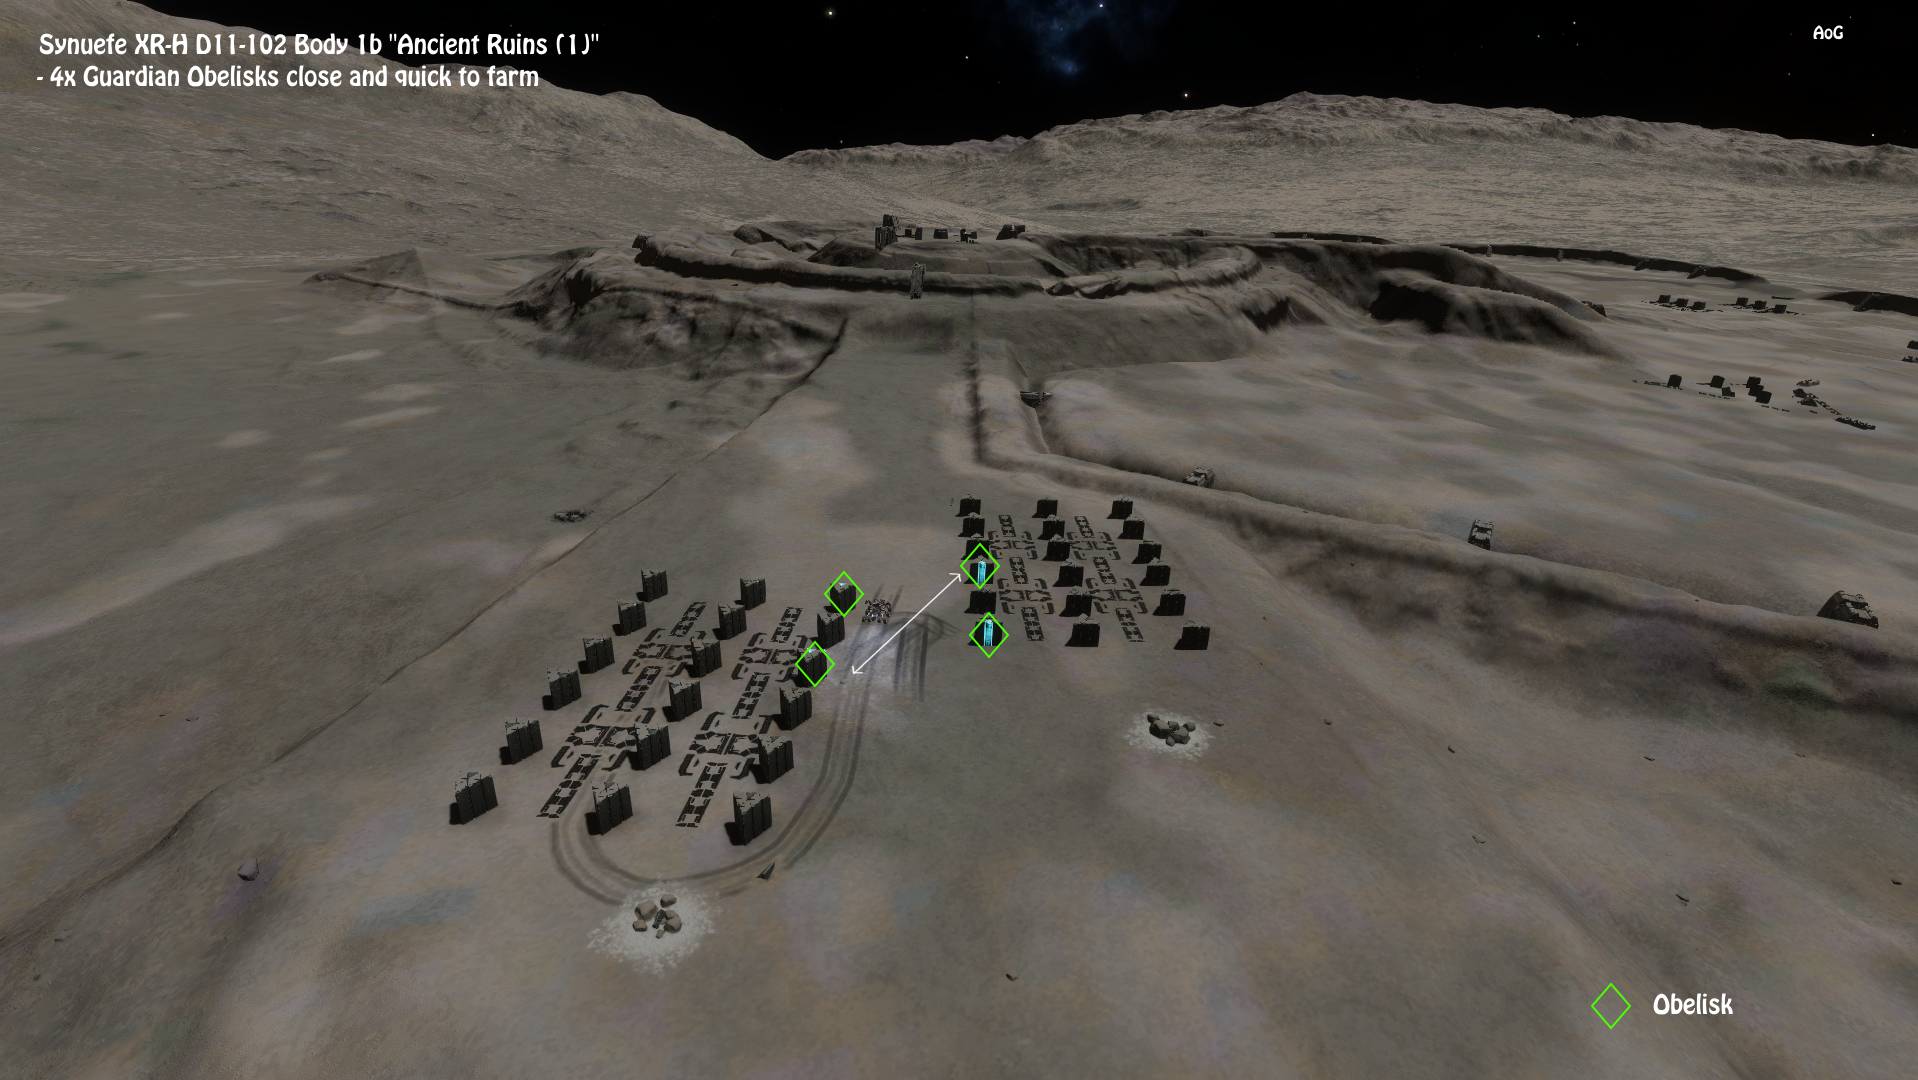 Synuefe XR-H D11-102 Body 1b "Ancient Ruins (1)"
- 4x Guardian Obelisks close and quick to farm
AoG
Obelisk